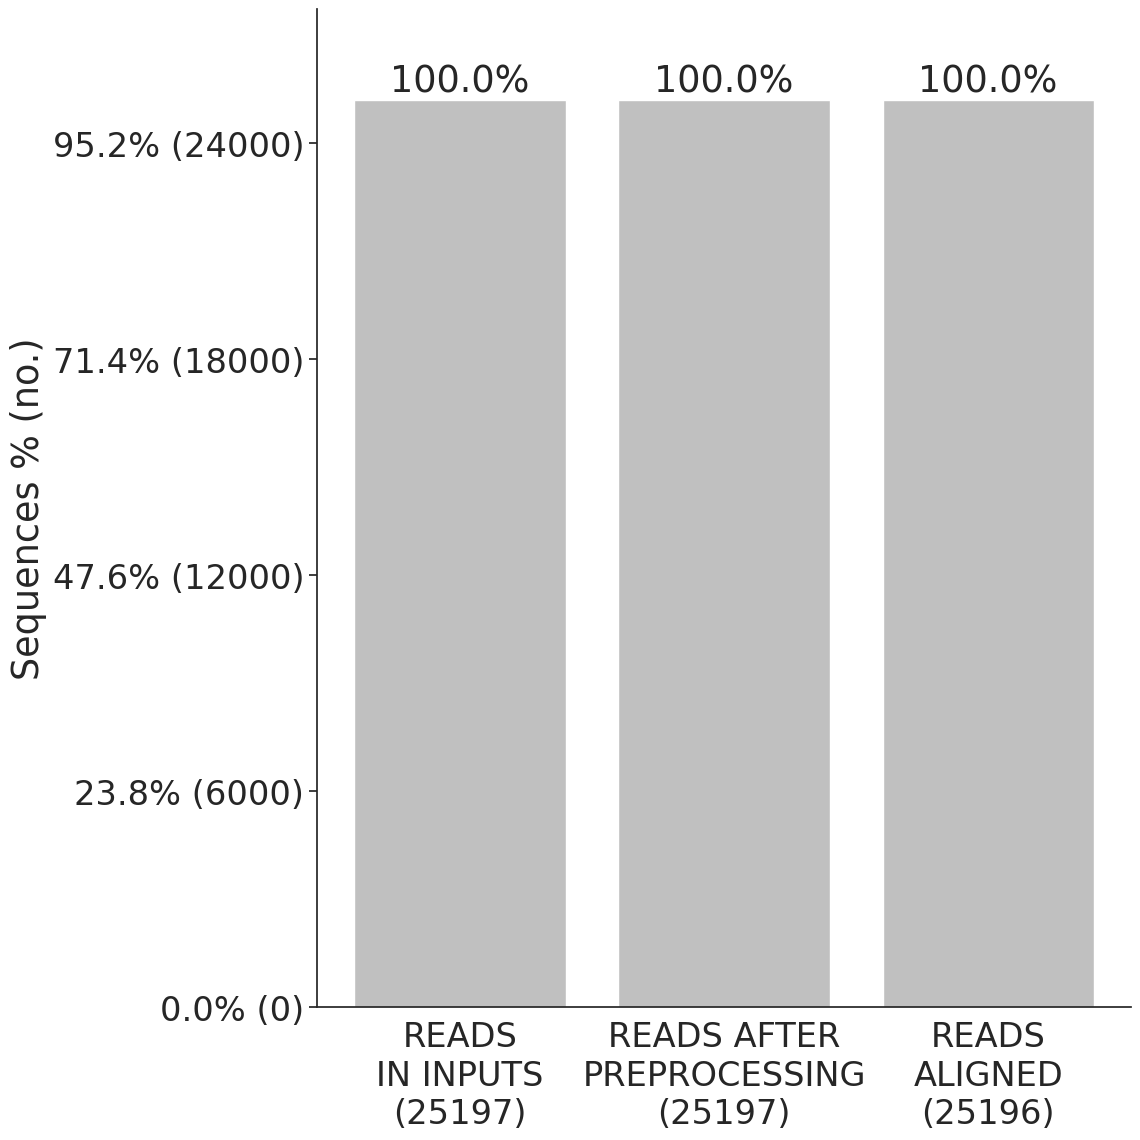 100.0% 100.0% 100.0%
95.2% (24000)
71.4% (18000)
47.6% (12000)
23.8% (6000)
0.0% (0)
Sequences % (no.)
READS
IN INPUTS
(25197)
READS AFTER
PREPROCESSING
(25197)
READS
ALIGNED
(25196)